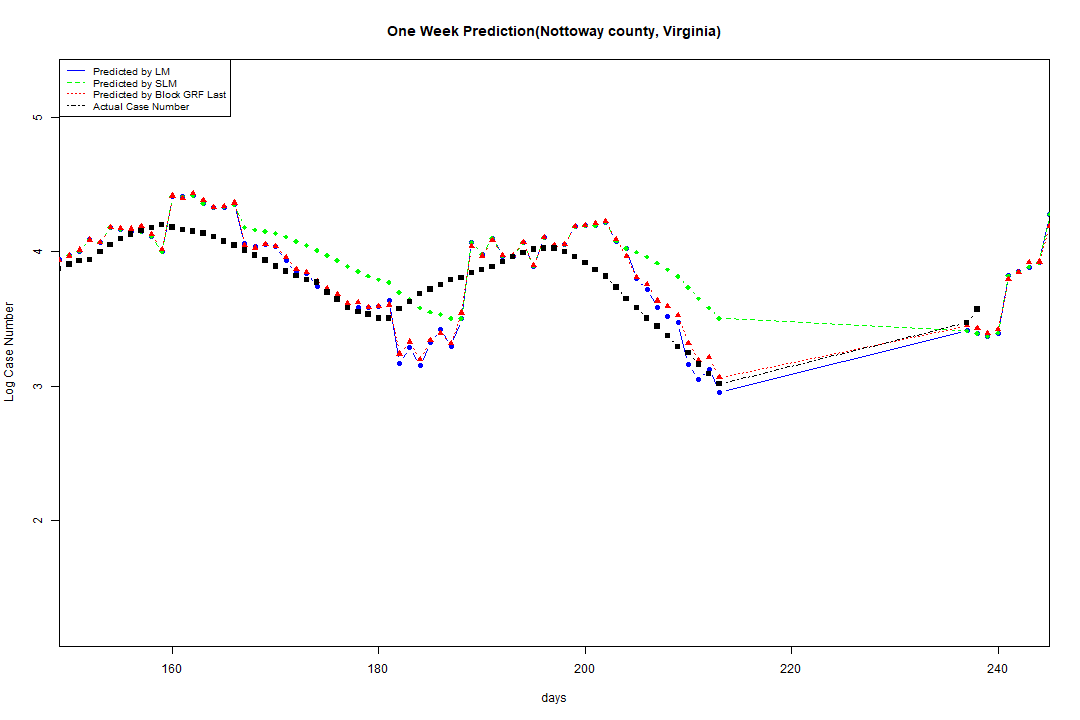 One Week Prediction(Nottoway county, Virginia)
Predicted by LM
Predicted by SLM
Predicted by Block GRF Last
Actual Case Number
5
4
3
2
Log Case Number
160 180 200 220 240
days